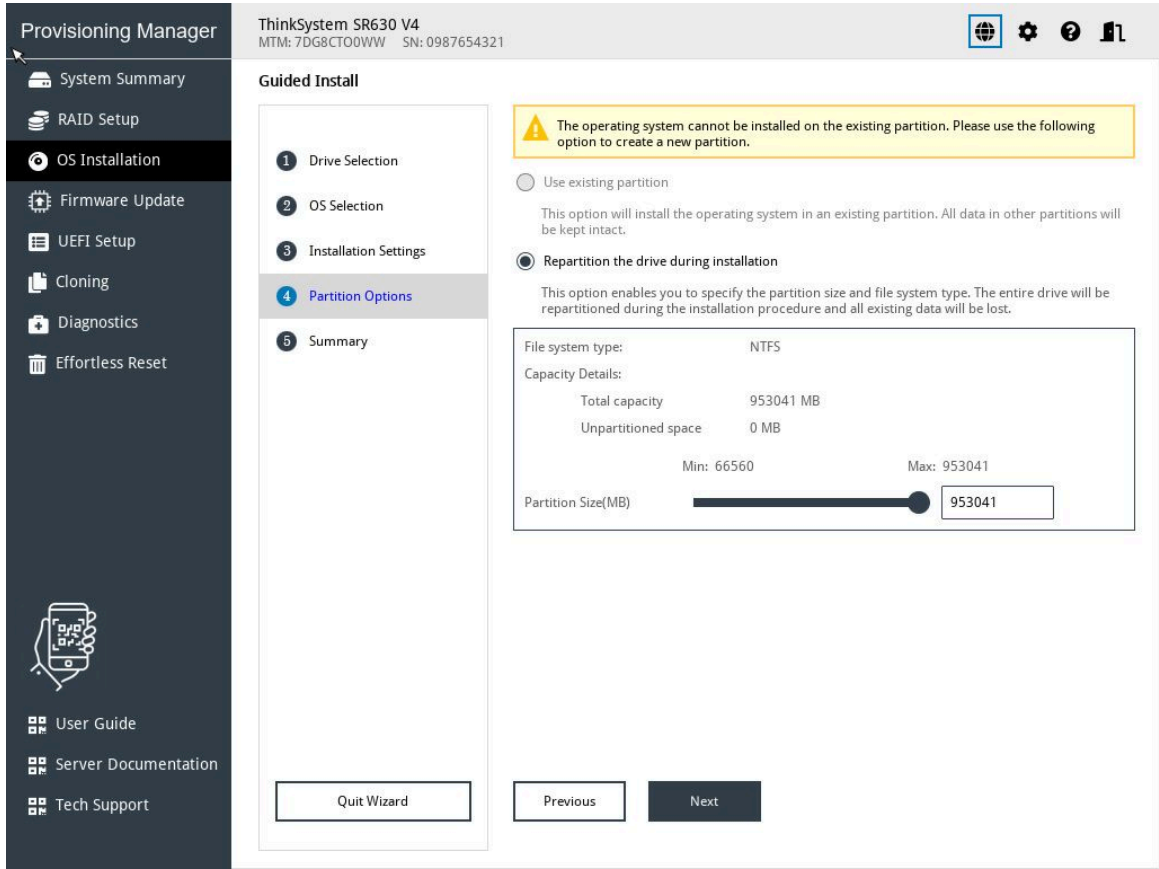 Provisioning Manager
ThinkSystem SR630 V4
MTM: 7DG8CTO0WW SN: 0987654321
System Summary
RAID Setup
OS Installation
Firmware Update
UEFI Setup
Cloning
Diagnostics
Effortless Reset
User Guide
Server Documentation
Tech Support
Guided Install
1 Drive Selection
2 OS Selection
3 Installation Settings
4 Partition Options
5 Summary
Quit Wizard
The operating system cannot be installed on the existing partition. Please use the following
option to create a new partition.
Use existing partition
This option will install the operating system in an existing partition. All data in other partitions will
be kept intact.
Repartition the drive during installation
This option enables you to specify the partition size and file system type. The entire drive will be
repartitioned during the installation procedure and all existing data will be lost.
File system type: NTFS
Capacity Details:
Total capacity 953041 MB
Unpartitioned space 0 MB
Min: 66560 Max: 953041
Partition Size(MB) 953041
Previous Next